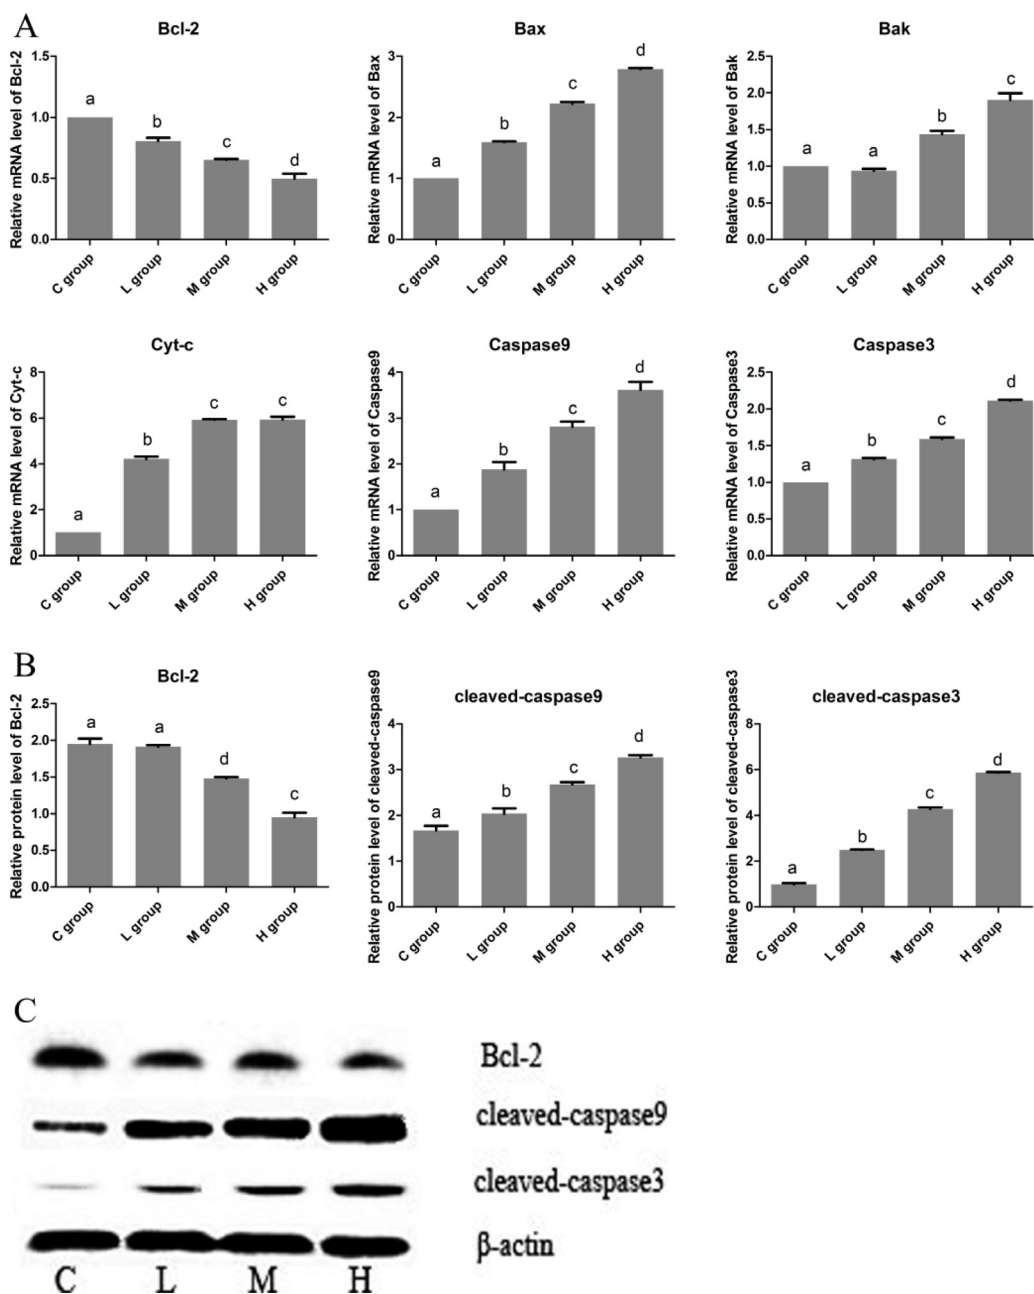 A
Bcl-2
Relative mRNA level of Bcl-2
1.5
1.0
0.5
0.0
a
b
c
d
C group
L group
M group
H group
Bax
Relative mRNA level of Bax
3
2
1
0
a
b
c
d
C group
L group
M group
H group
Bak
Relative mRNA level of Bak
2.5
2.0
1.5
1.0
0.5
0.0
a
a
b
c
C group
L group
M group
H group
Cyt-c
Relative mRNA level of Cyt-c
8
6
4
2
0
a
b
c
c
C group
L group
M group
H group
Caspase9
Relative mRNA level of Caspase9
4
3
2
1
0
a
b
c
d
C group
L group
M group
H group
Caspase3
Relative mRNA level of Caspase3
2.5
2.0
1.5
1.0
0.5
0.0
a
b
c
d
C group
L group
M group
H group
B
Bcl-2
Relative protein level of Bcl-2
2.5
2.0
1.5
1.0
0.5
0.0
a
a
d
c
C group
L group
M group
H group
cleaved-caspase9
Relative protein level of cleaved-caspase9
4
3
2
1
0
a
b
c
d
C group
L group
M group
H group
cleaved-caspase3
Relative protein level of cleaved-caspase3
8
6
4
2
0
a
b
c
d
C group
L group
M group
H group
C
Bcl-2
cleaved-caspase9
cleaved-caspase3
β-actin
C L M H